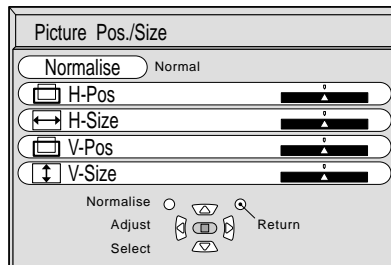 Picture Pos./Size
Normalise Normal
H-Pos
H-Size
V-Pos
V-Size
Normalise
Adjust Return
Select